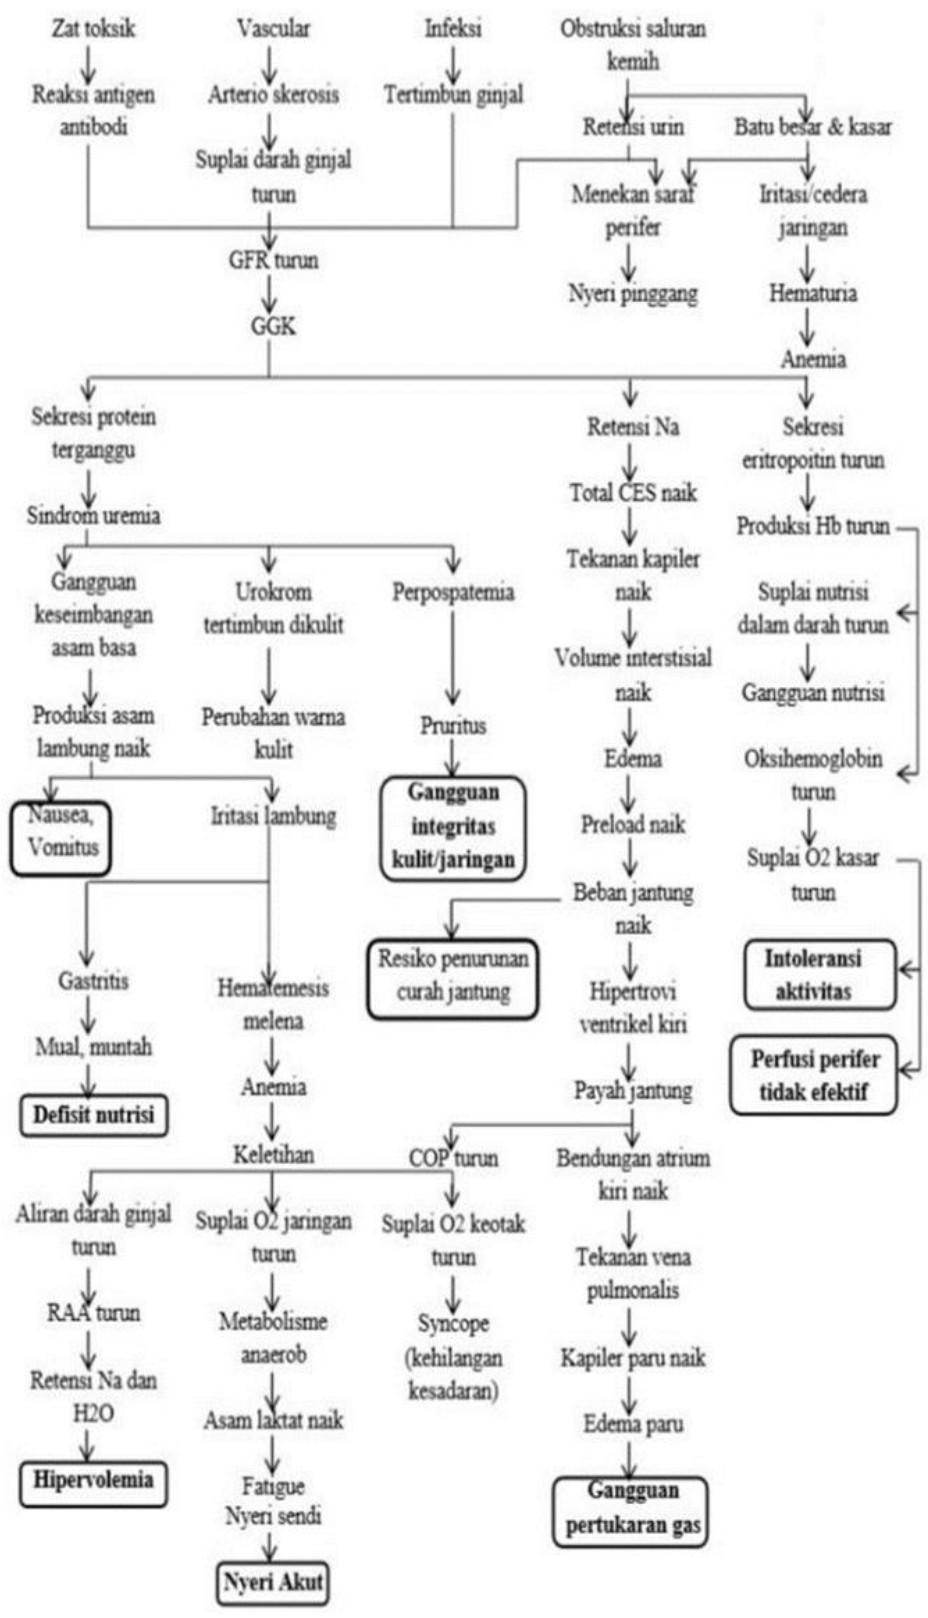 Zat toksik
Vascular
Infeksi
Obstruksi saluran
kemih
Reaksi antigen
antibodi
Arterio skerosis
Tertimbun ginjal
Retensi urin
Batu besar & kasar
Suplai darah ginjal
turun
Menekan saraf
perifer
Iritasi/cedera
jaringan
GFR turun
Nyeri pinggang
Hematuria
GGK
Anemia
Sekresi protein
terganggu
Retensi Na
Sekresi
eritropoitin turun
Sindrom uremia
Total CES naik
Produksi Hb turun
Gangguan
keseimbangan
asam basa
Urokrom
tertimbun dikulit
Perpospatemia
Tekanan kapiler
naik
Suplai nutrisi
dalam darah turun
Volume interstisial
naik
Gangguan nutrisi
Produksi asam
lambung naik
Perubahan warna
kulit
Pruritus
Edema
Oksihemoglobin
turun
Nausea,
Vomitus
Iritasi lambung
Gangguan
integritas
kulit/jaringan
Preload naik
Suplai O2 kasar
turun
Beban jantung
naik
Resiko penurunan
curah jantung
Intoleransi
aktivitas
Gastritis
Hematemesis
melena
Hipertrovi
ventrikel kiri
Mual, muntah
Anemia
Payah jantung
Perfusi perifer
tidak efektif
Defisit nutrisi
Keletihan
COP turun
Bendungan atrium
kiri naik
Aliran darah ginjal
turun
Suplai O2 jaringan
turun
Suplai O2 keotak
turun
Tekanan vena
pulmonalis
RAA turun
Metabolisme
anaerob
Syncope
(kehilangan
kesadaran)
Kapiler paru naik
Retensi Na dan
H2O
Asam laktat naik
Edema paru
Hipervolemia
Fatigue
Nyeri sendi
Gangguan
pertukaran gas
Nyeri Akut